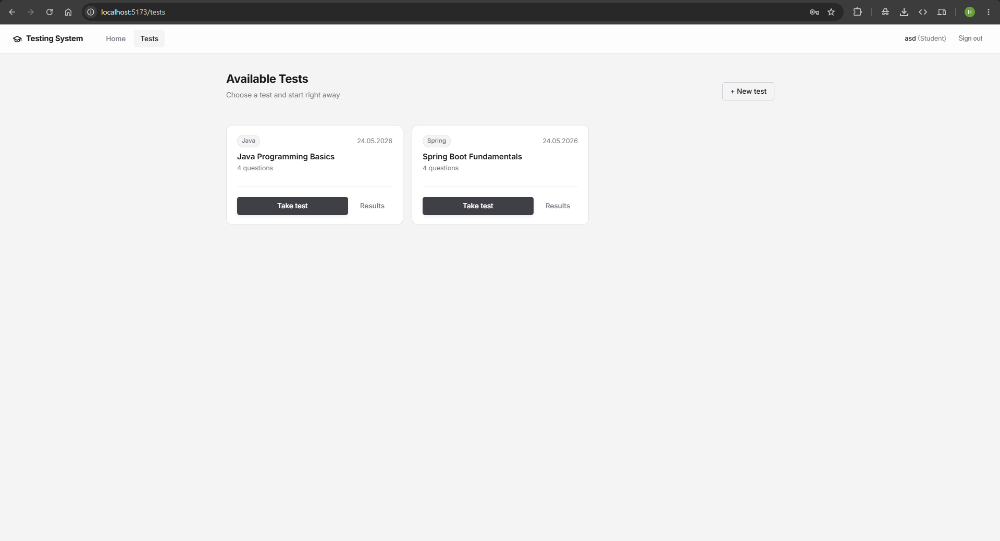 localhost:5173/tests
H
Testing System
Home
Tests
asd (Student)
Sign out
Available Tests
Choose a test and start right away
+ New test
Java
24.05.2026
Java Programming Basics
4 questions
Take test
Results
Spring
24.05.2026
Spring Boot Fundamentals
4 questions
Take test
Results